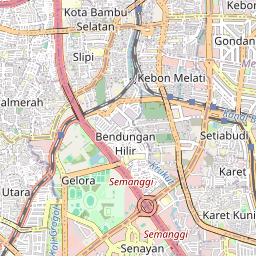 Kota Bambu
Selatan
Kebon
Gondan
Slipi
Kebon Melati
almerah
Bendungan
Hilir
Setiabudi
Semanggi
Karet
Utara
Gelora
Karet Kuni
Semanggi
Senayan